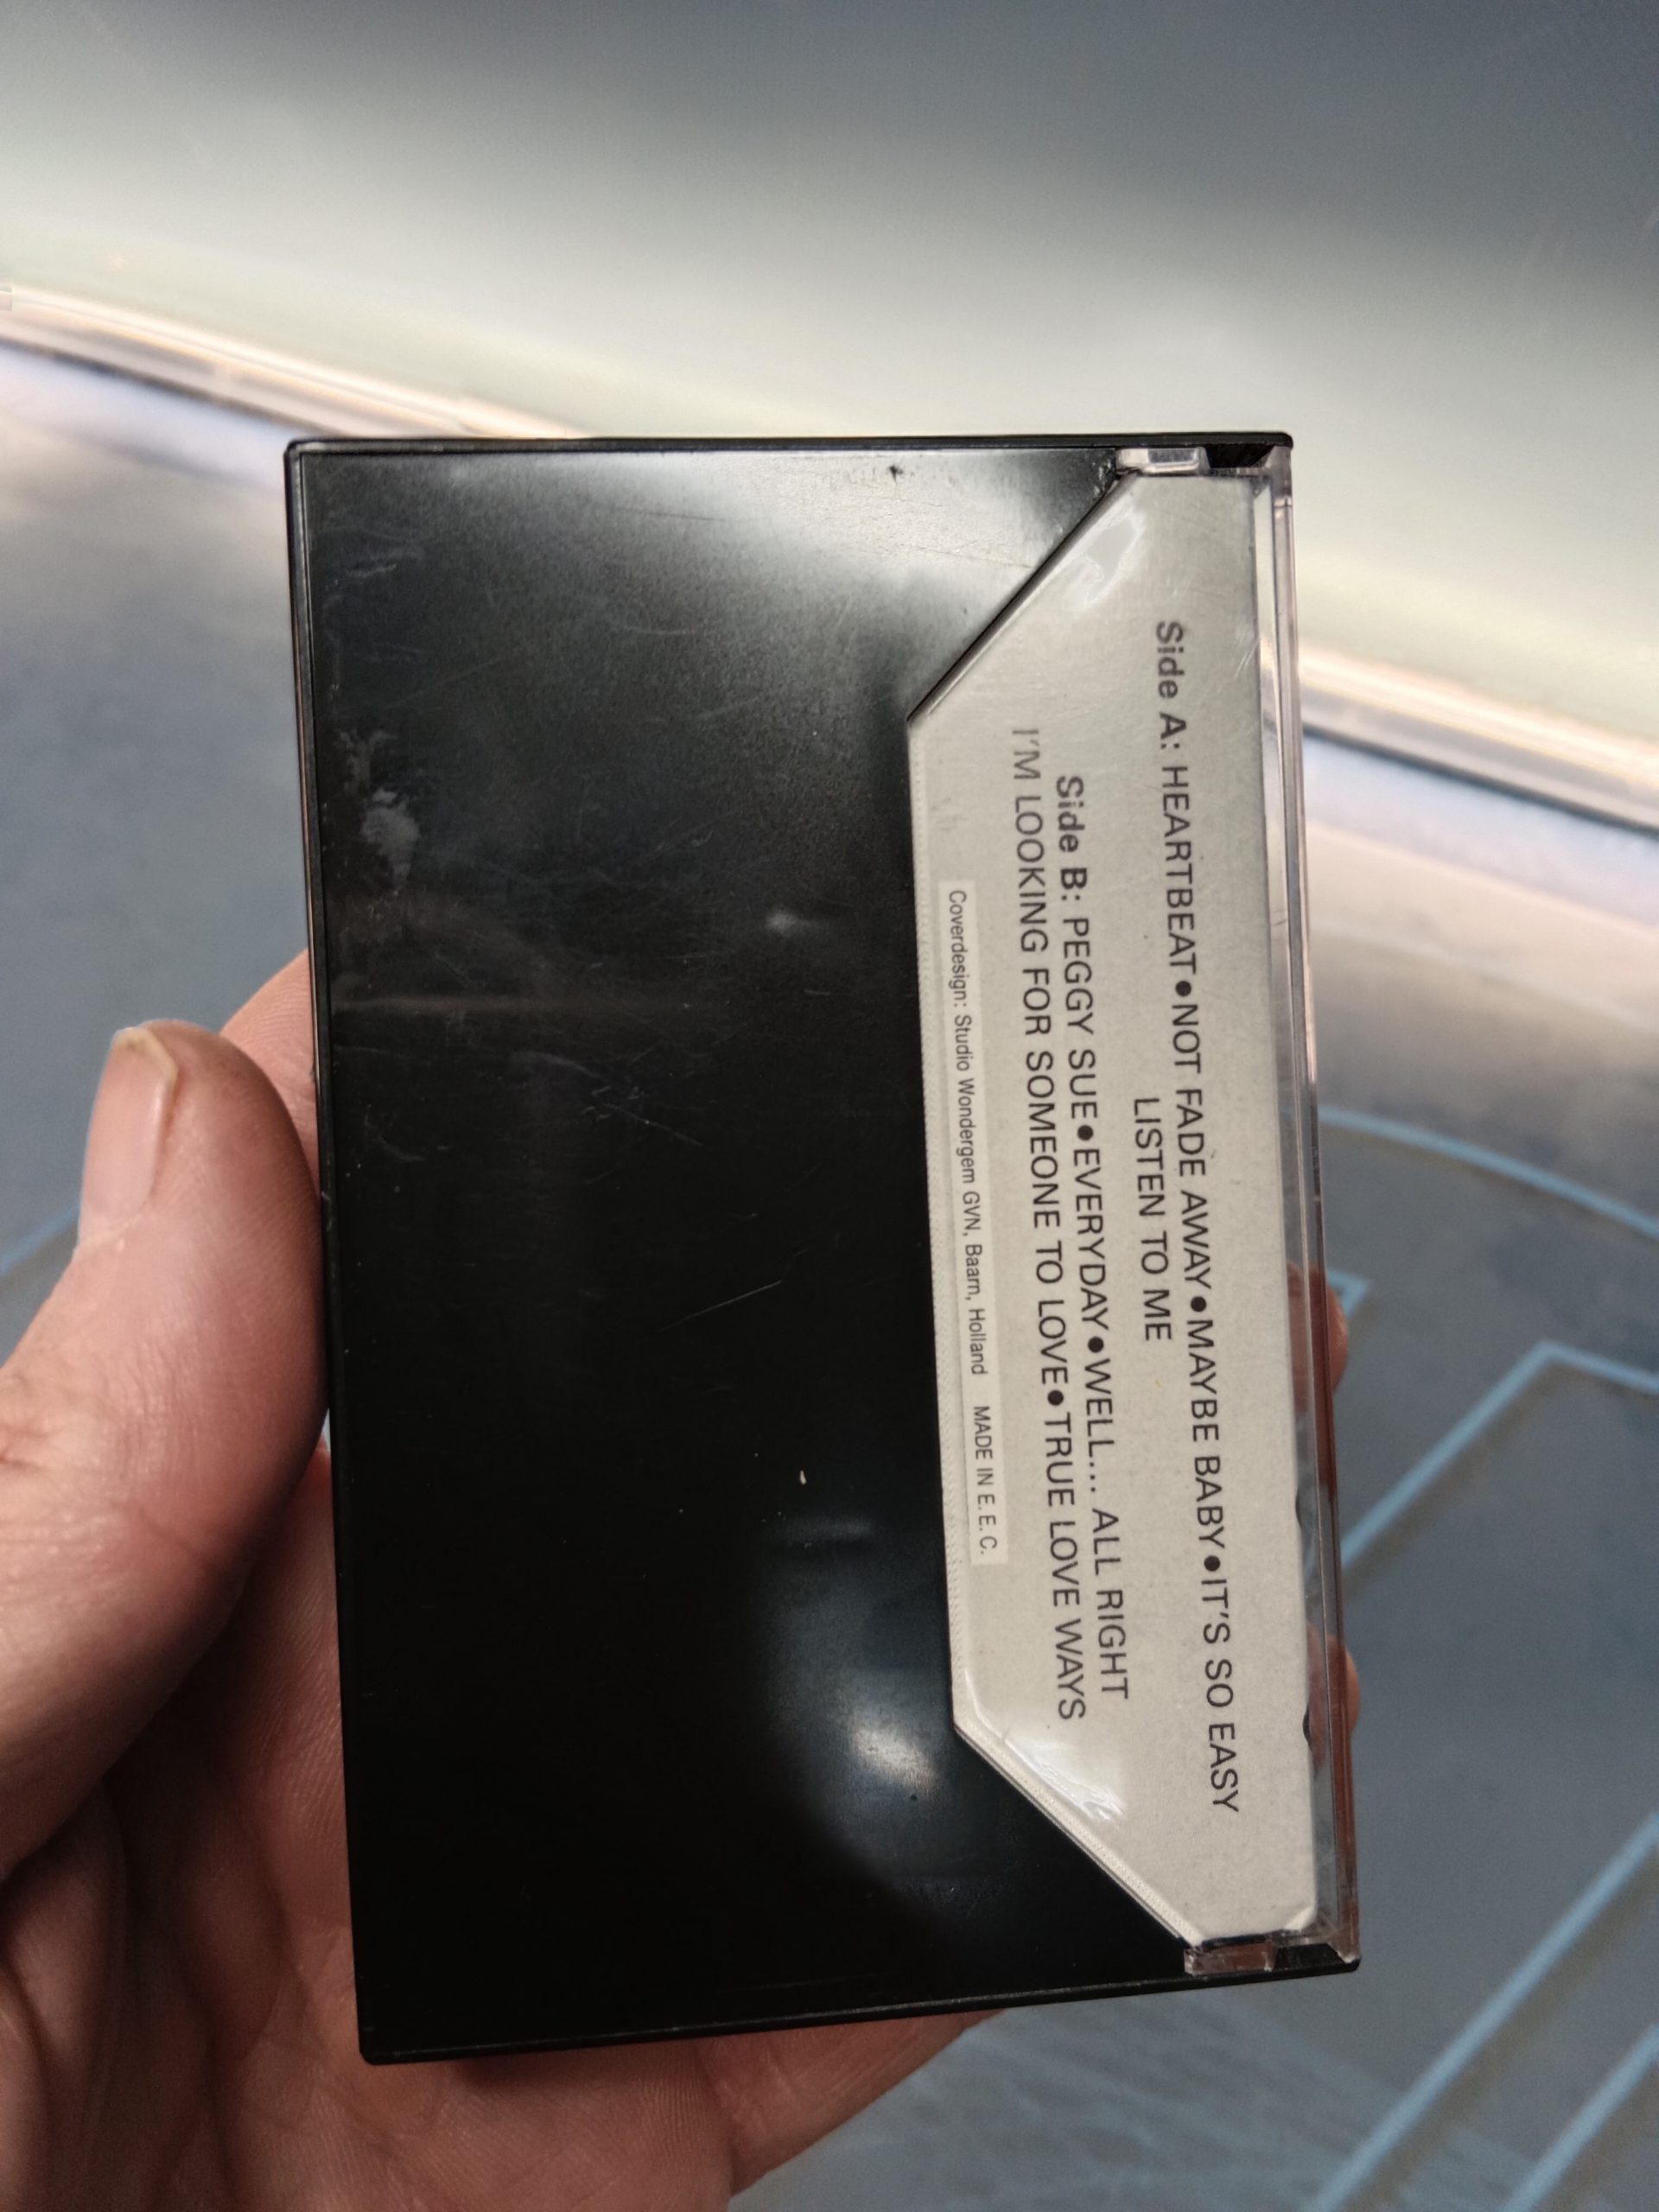 Side A: HEARTBEAT•NOT FADE AWAY•MAYBE BABY•IT'S SO EASY
LISTEN TO ME
Side B: PEGGY SUE•EVERYDAY•WELL... ALL RIGHT
I'M LOOKING FOR SOMEONE TO LOVE•TRUE LOVE WAYS
Coverdesign: Studio Wondergem GVN, Baarn, Holland MADE IN E.E.C.